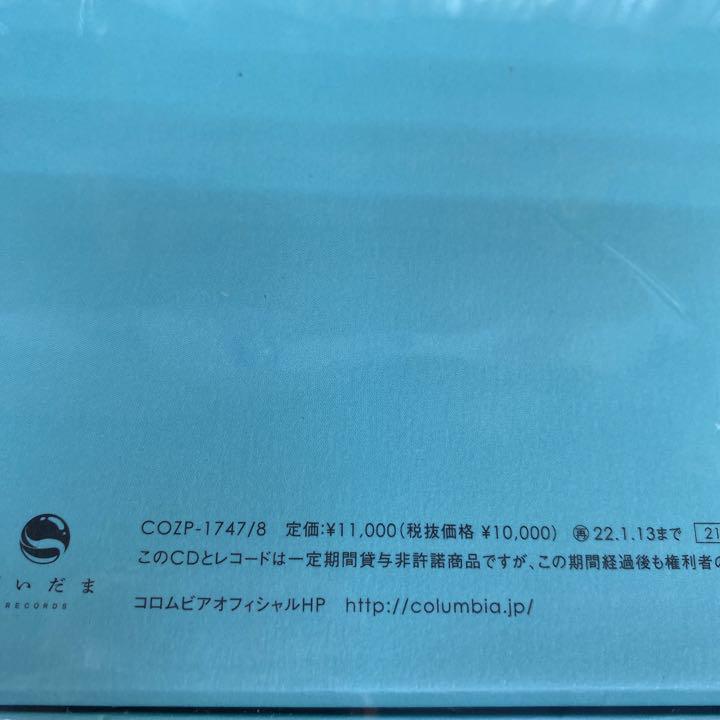 COZP-1747/8 定価:¥11,000(税抜価格 ¥10,000) 再 22.1.13まで 21
このCDとレコードは一定期間貸与非許諾商品ですが、この期間経過後も権利者の
いだま
RECORDS
コロムビアオフィシャルHP http://columbia.jp/